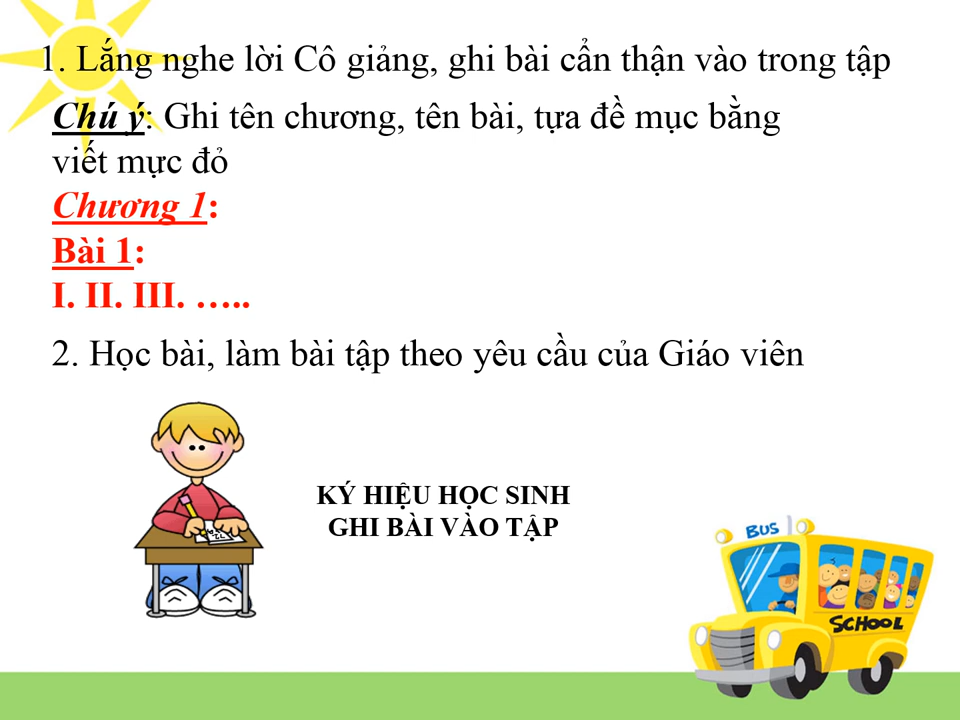 1. Lắng nghe lời Cô giảng, ghi bài cẩn thận vào trong tập
Chú ý: Ghi tên chương, tên bài, tựa đề mục bằng
viết mực đỏ
Chương 1:
Bài 1:
I. II. III. …..
2. Học bài, làm bài tập theo yêu cầu của Giáo viên
KÝ HIỆU HỌC SINH
GHI BÀI VÀO TẬP
BUS
SCHOOL